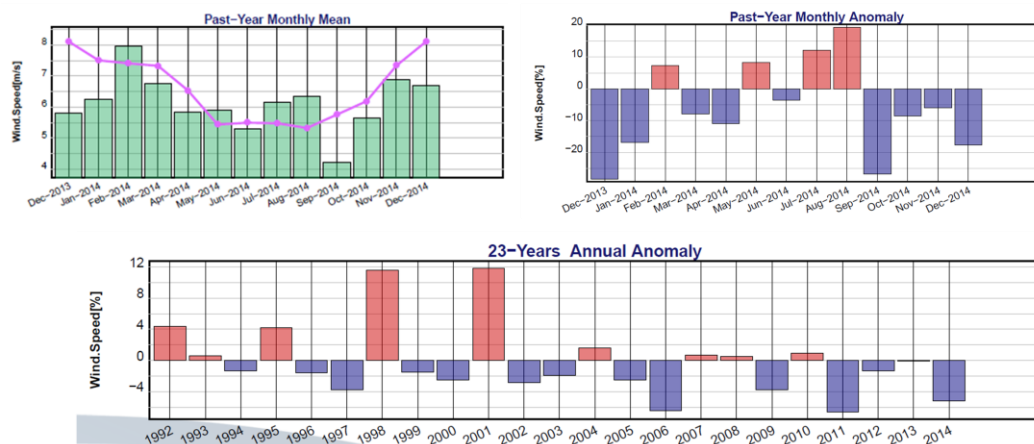 Past-Year Monthly Mean
Wind.Speed[m/s]
8
7
6
5
4
Dec-2013
Jan-2014
Feb-2014
Mar-2014
Apr-2014
May-2014
Jun-2014
Jul-2014
Aug-2014
Sep-2014
Oct-2014
Nov-2014
Dec-2014
Past-Year Monthly Anomaly
Wind.Speed[%]
20
10
0
-10
-20
Dec-2013
Jan-2014
Feb-2014
Mar-2014
Apr-2014
May-2014
Jun-2014
Jul-2014
Aug-2014
Sep-2014
Oct-2014
Nov-2014
Dec-2014
23-Years Annual Anomaly
Wind.Speed[%]
12
8
4
0
-4
1992
1993
1994
1995
1996
1997
1998
1999
2000
2001
2002
2003
2004
2005
2006
2007
2008
2009
2010
2011
2012
2013
2014